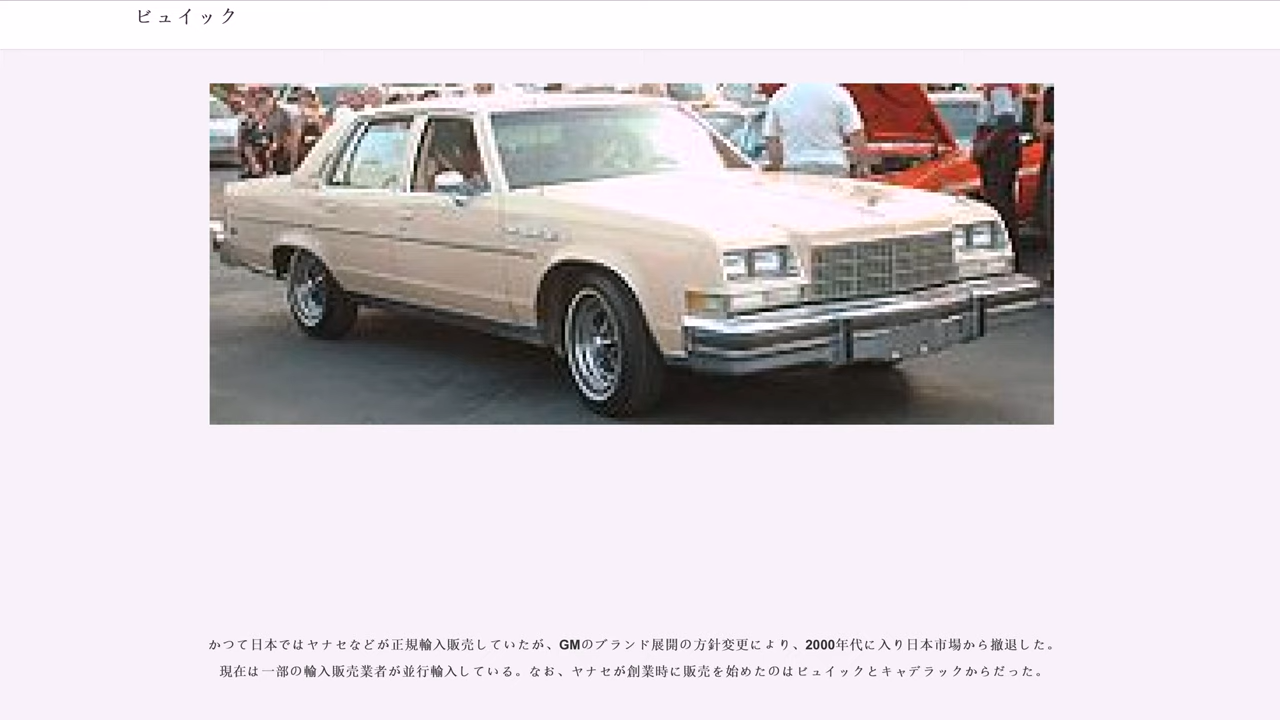 ビュイック
かつて日本ではヤナセなどが正規輸入販売していたが、GMのブランド展開の方針変更により、2000年代に入り日本市場から撤退した。
現在は一部の輸入販売業者が並行輸入している。なお、ヤナセが創業時に販売を始めたのはビュイックとキャデラックからだった。